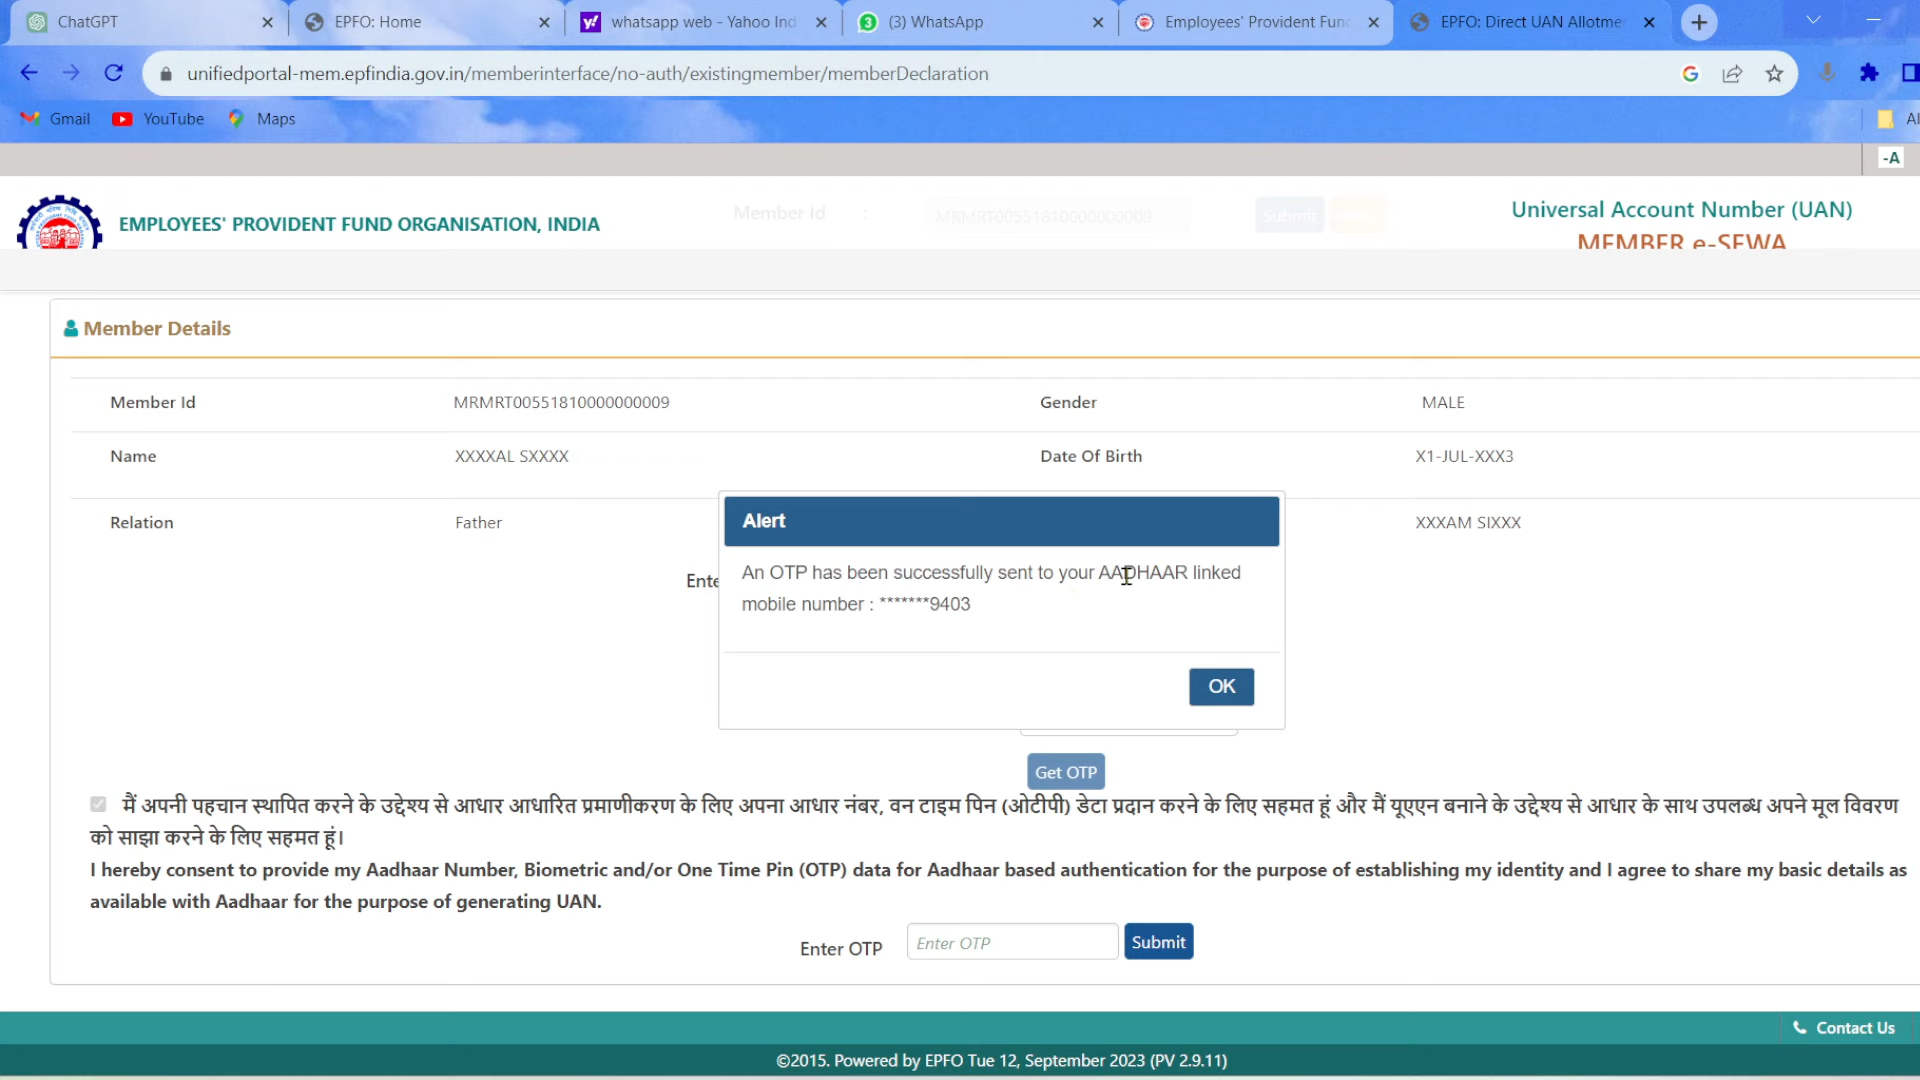 ChatGPT
EPFO: Home
whatsapp web - Yahoo Ind
(3) WhatsApp
Employees' Provident Fund
EPFO: Direct UAN Allotme
unifiedportal-mem.epfindia.gov.in/memberinterface/no-auth/existingmember/memberDeclaration
Gmail
YouTube
Maps
-A
EMPLOYEES' PROVIDENT FUND ORGANISATION, INDIA
Member Id : MRMRT00551810000000009 Submit
Universal Account Number (UAN)
MEMBER e-SEWA
Member Details
Member Id MRMRT00551810000000009 Gender MALE
Name XXXXAL SXXXX Date Of Birth X1-JUL-XXX3
Relation Father XXXAM SIXXX
Alert
An OTP has been successfully sent to your AADHAAR linked
mobile number : *******9403
OK
Get OTP
मैं अपनी पहचान स्थापित करने के उद्देश्य से आधार आधारित प्रमाणीकरण के लिए अपना आधार नंबर, वन टाइम पिन (ओटीपी) डेटा प्रदान करने के लिए सहमत हूं और मैं यूएएन बनाने के उद्देश्य से आधार के साथ उपलब्ध अपने मूल विवरण
को साझा करने के लिए सहमत हूं।
I hereby consent to provide my Aadhaar Number, Biometric and/or One Time Pin (OTP) data for Aadhaar based authentication for the purpose of establishing my identity and I agree to share my basic details as
available with Aadhaar for the purpose of generating UAN.
Enter OTP Enter OTP Submit
Contact Us
©2015. Powered by EPFO Tue 12, September 2023 (PV 2.9.11)